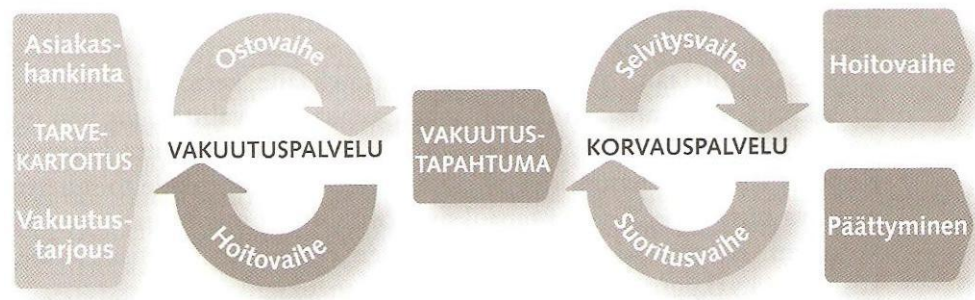 Asiakas-
hankinta
TARVE-
KARTOITUS
Vakuutus-
tarjous
Ostovaihe
VAKUUTUSPALVELU
Hoitovaihe
VAKUUTUS-
TAPAHTUMA
Selvitysvaihe
KORVAUSPALVELU
Suoritusvaihe
Hoitovaihe
Päättyminen